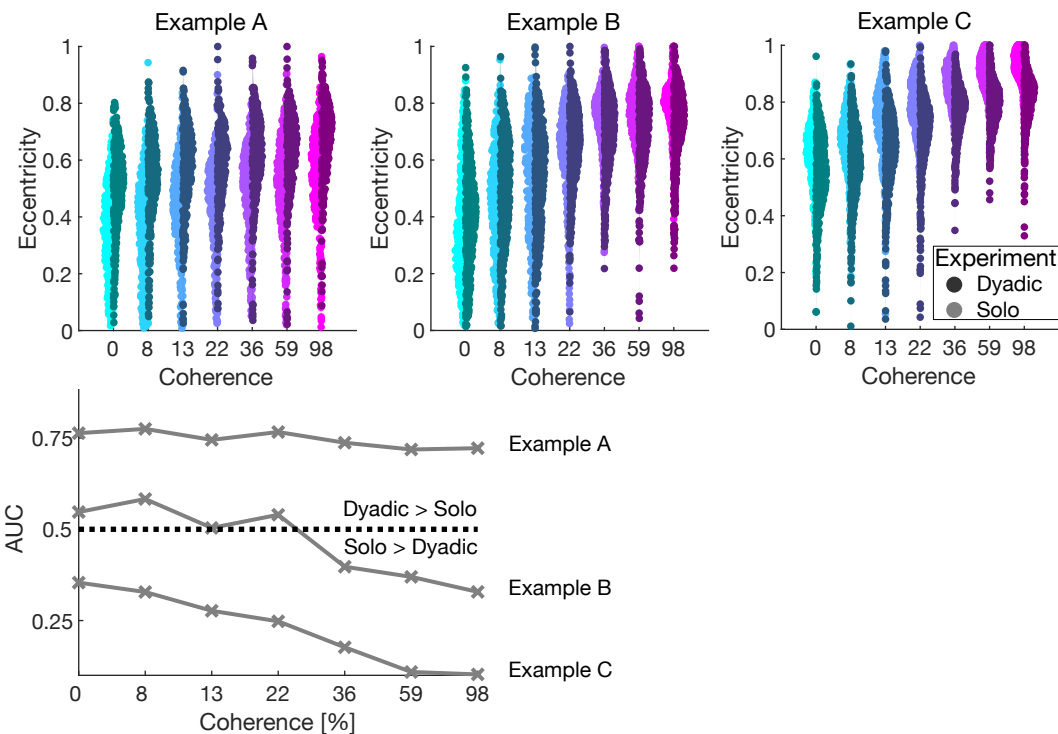 Example A
1
0.8
0.6
0.4
0.2
0
Eccentricity
0 8 13 22 36 59 98
Coherence
Example B
1
0.8
0.6
0.4
0.2
0
Eccentricity
0 8 13 22 36 59 98
Coherence
Example C
1
0.8
0.6
0.4
0.2
0
Eccentricity
0 8 13 22 36 59 98
Coherence
Experiment
Dyadic
Solo
0.75
0.5
0.25
AUC
Example A
Dyadic > Solo
Solo > Dyadic
Example B
Example C
0 8 13 22 36 59 98
Coherence [%]